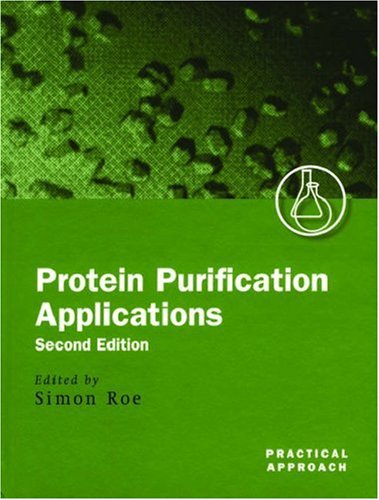 Protein Purification
Applications
Second Edition
Edited by
Simon Roe
PRACTICAL
APPROACH